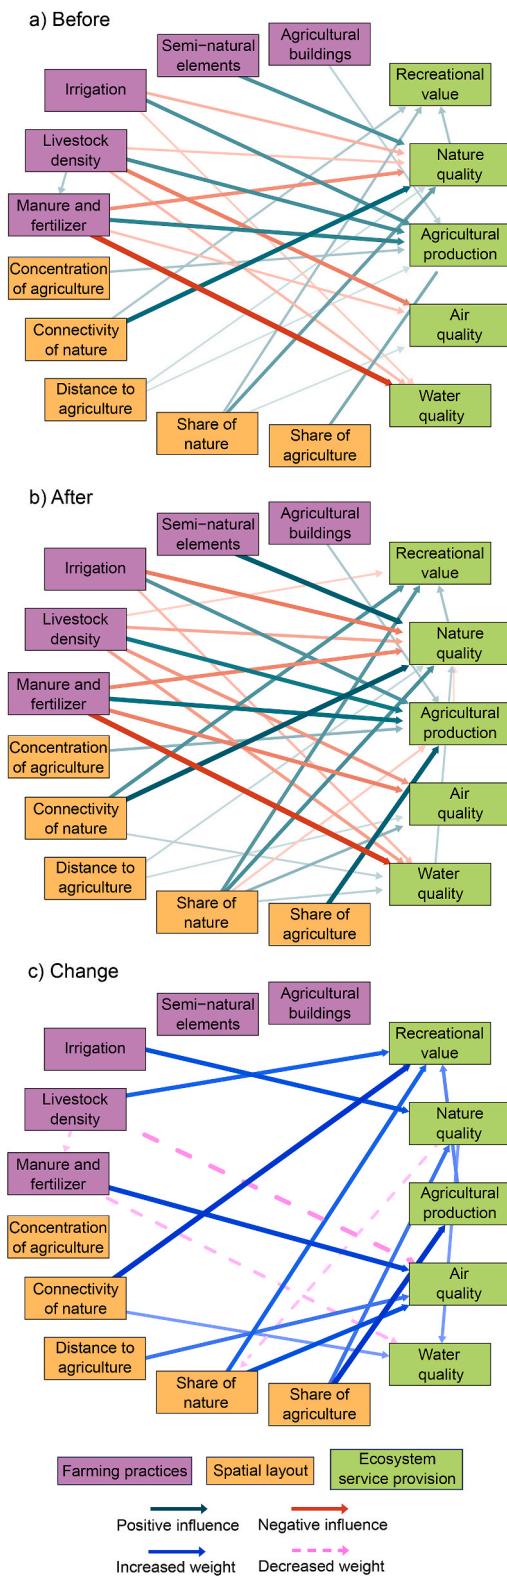 a) Before
Semi-natural
elements
Agricultural
buildings
Irrigation
Recreational
value
Livestock
density
Nature
quality
Manure and
fertilizer
Agricultural
production
Concentration
of agriculture
Connectivity
of nature
Air
quality
Distance to
agriculture
Water
quality
Share of
nature
Share of
agriculture
b) After
Semi-natural
elements
Agricultural
buildings
Irrigation
Recreational
value
Livestock
density
Nature
quality
Manure and
fertilizer
Agricultural
production
Concentration
of agriculture
Connectivity
of nature
Air
quality
Distance to
agriculture
Water
quality
Share of
nature
Share of
agriculture
c) Change
Semi-natural
elements
Agricultural
buildings
Irrigation
Recreational
value
Livestock
density
Nature
quality
Manure and
fertilizer
Agricultural
production
Concentration
of agriculture
Connectivity
of nature
Air
quality
Distance to
agriculture
Water
quality
Share of
nature
Share of
agriculture
Farming practices
Spatial layout
Ecosystem
service provision
Positive influence
Negative influence
Increased weight
Decreased weight